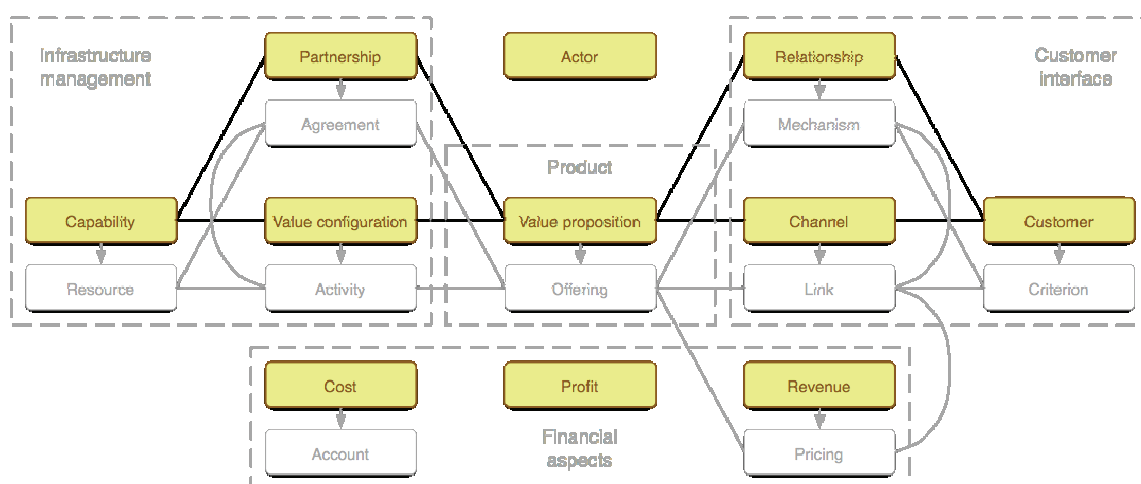 Infrastructure
management
Partnership
Actor
Relationship
Customer
interface
Agreement
Mechanism
Product
Capability
Value configuration
Value proposition
Channel
Customer
Resource
Activity
Offering
Link
Criterion
Cost
Profit
Revenue
Account
Financial
aspects
Pricing